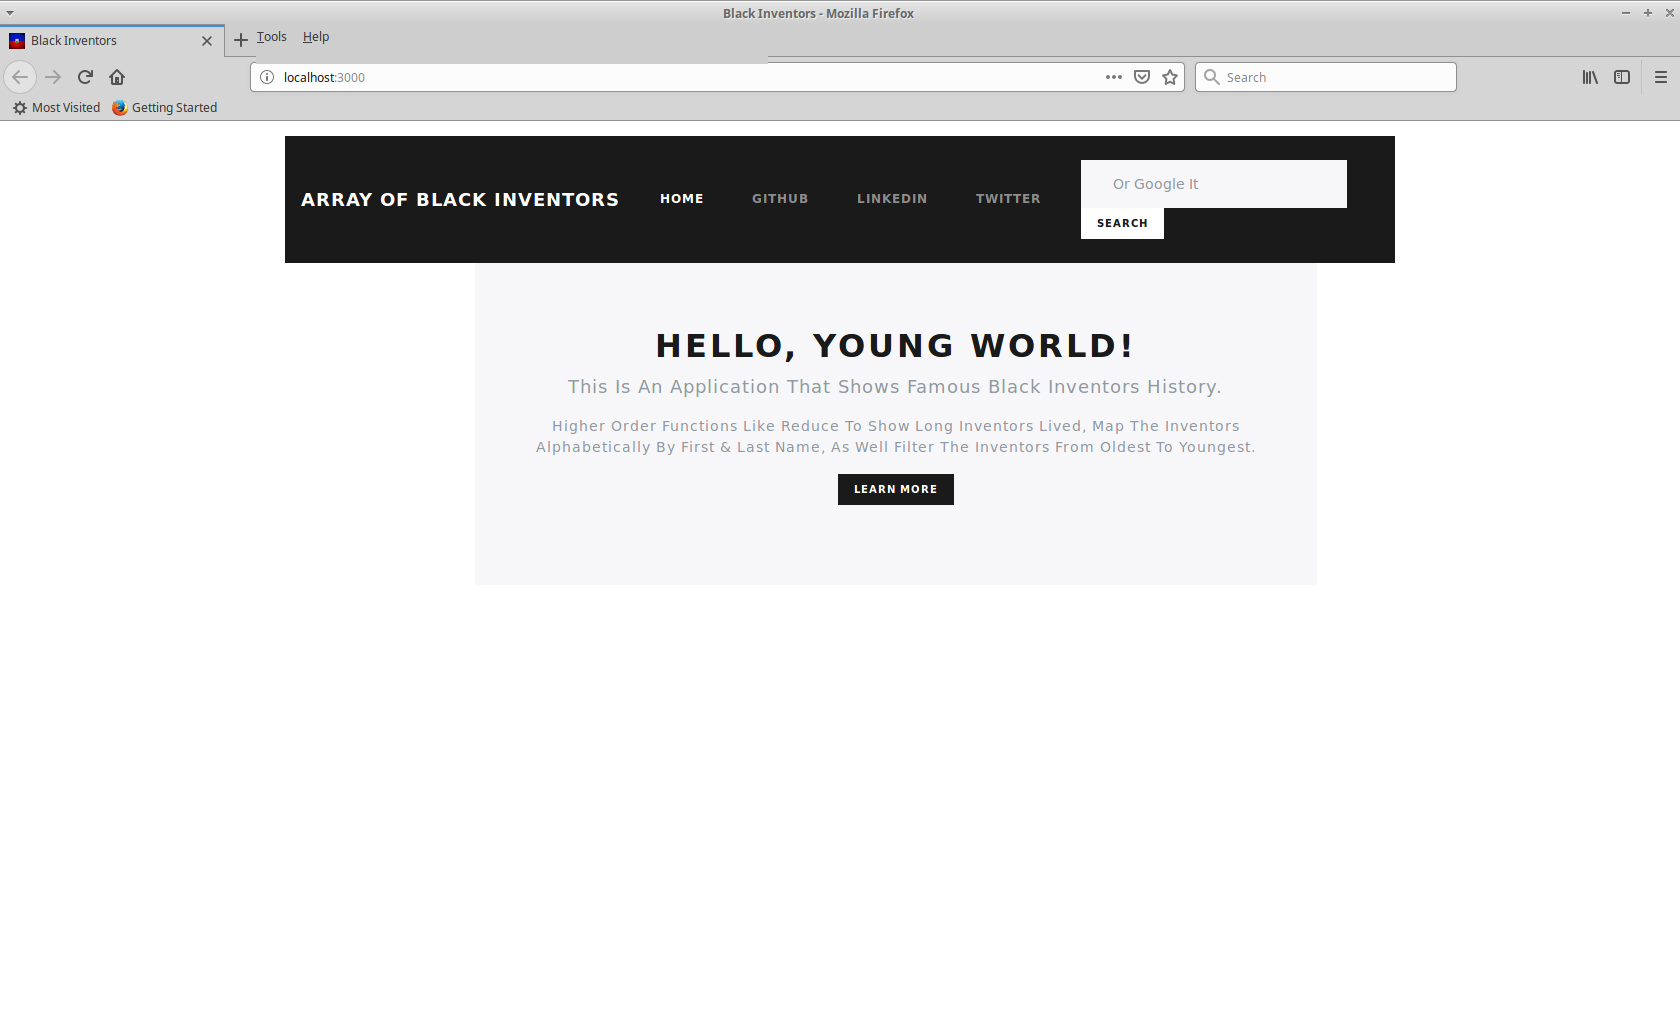 Black Inventors - Mozilla Firefox
Black Inventors
Tools Help
localhost:3000
Search
Most Visited Getting Started
ARRAY OF BLACK INVENTORS HOME GITHUB LINKEDIN TWITTER
Or Google It
SEARCH
HELLO, YOUNG WORLD!
This Is An Application That Shows Famous Black Inventors History.
Higher Order Functions Like Reduce To Show Long Inventors Lived, Map The Inventors
Alphabetically By First & Last Name, As Well Filter The Inventors From Oldest To Youngest.
LEARN MORE